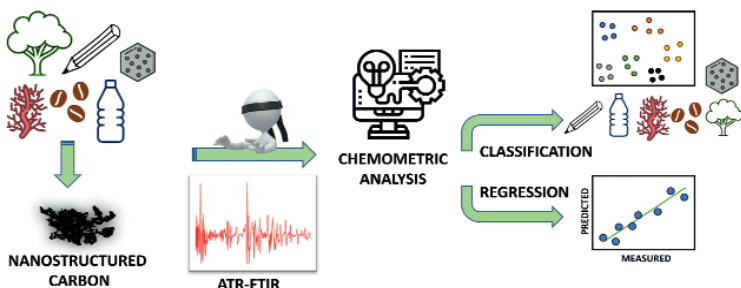 NANOSTRUCTURED
CARBON
ATR-FTIR
CHEMOMETRIC
ANALYSIS
CLASSIFICATION
REGRESSION
PREDICTED
MEASURED